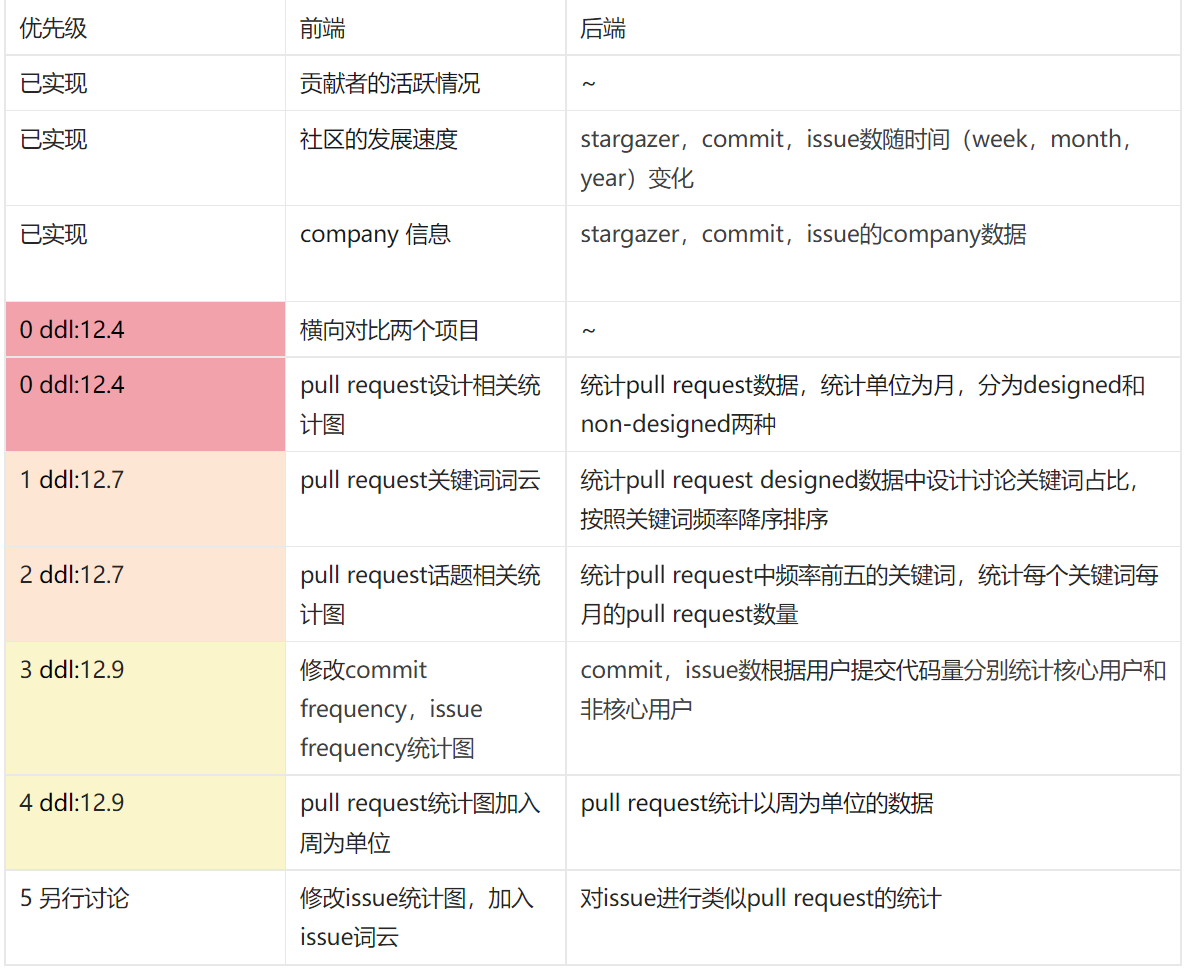 优先级 前端 后端
已实现 贡献者的活跃情况 ~
已实现 社区的发展速度 stargazer，commit，issue数随时间（week，month，
year）变化
已实现 company 信息 stargazer，commit，issue的company数据
0 ddl:12.4 横向对比两个项目 ~
0 ddl:12.4 pull request设计相关统 统计pull request数据，统计单位为月，分为designed和
计图 non-designed两种
1 ddl:12.7 pull request关键词词云 统计pull request designed数据中设计讨论关键词占比，
按照关键词频率降序排序
2 ddl:12.7 pull request话题相关统 统计pull request中频率前五的关键词，统计每个关键词每
计图 月的pull request数量
3 ddl:12.9 修改commit commit，issue数根据用户提交代码量分别统计核心用户和
frequency，issue 非核心用户
frequency统计图
4 ddl:12.9 pull request统计图加入 pull request统计以周为单位的数据
周为单位
5 另行讨论 修改issue统计图，加入 对issue进行类似pull request的统计
issue词云